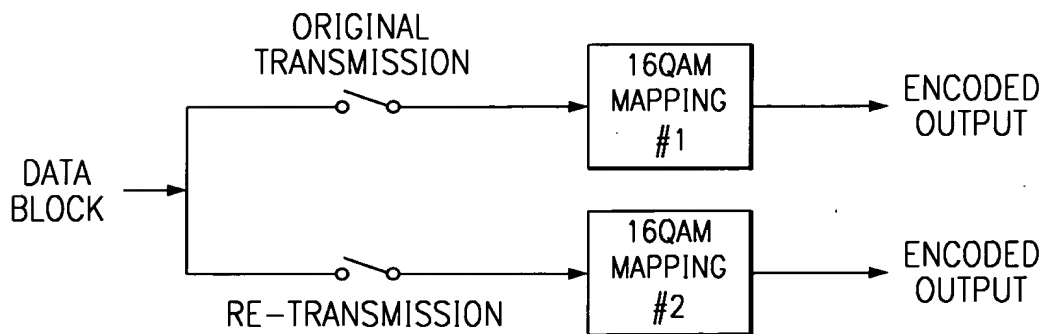 ORIGINAL
TRANSMISSION
16QAM
MAPPING
#1
ENCODED
OUTPUT
DATA
BLOCK
RE-TRANSMISSION
16QAM
MAPPING
#2
ENCODED
OUTPUT